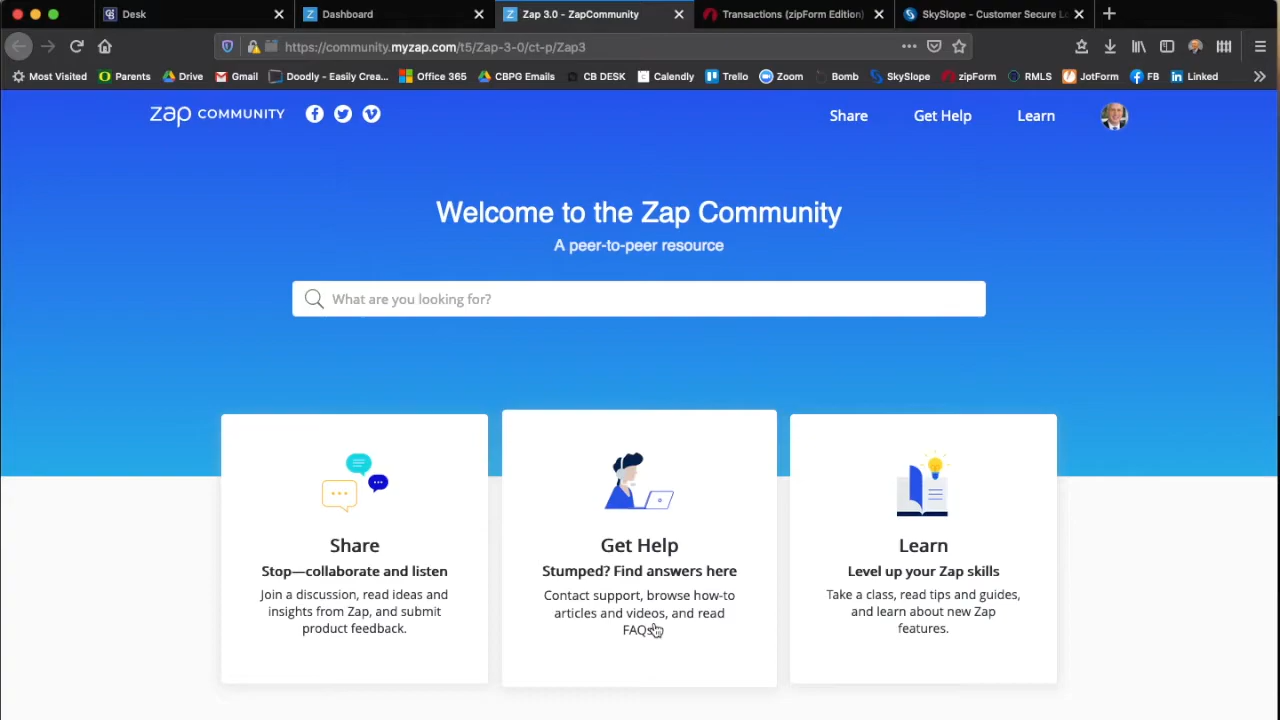 Desk
Dashboard
Zap 3.0 - ZapCommunity
Transactions (zipForm Edition)
SkySlope - Customer Secure Lo
https://community.myzap.com/t5/Zap-3-0/ct-p/Zap3
Most Visited
Parents
Drive
Gmail
Doodly - Easily Crea...
Office 365
CBPG Emails
CB DESK
Calendly
Trello
Zoom
Bomb
SkySlope
zipForm
RMLS
JotForm
FB
Linked
zap COMMUNITY
Share
Get Help
Learn
Welcome to the Zap Community
A peer-to-peer resource
What are you looking for?
Share
Stop—collaborate and listen
Join a discussion, read ideas and
insights from Zap, and submit
product feedback.
Get Help
Stumped? Find answers here
Contact support, browse how-to
articles and videos, and read
FAQs
Learn
Level up your Zap skills
Take a class, read tips and guides,
and learn about new Zap
features.